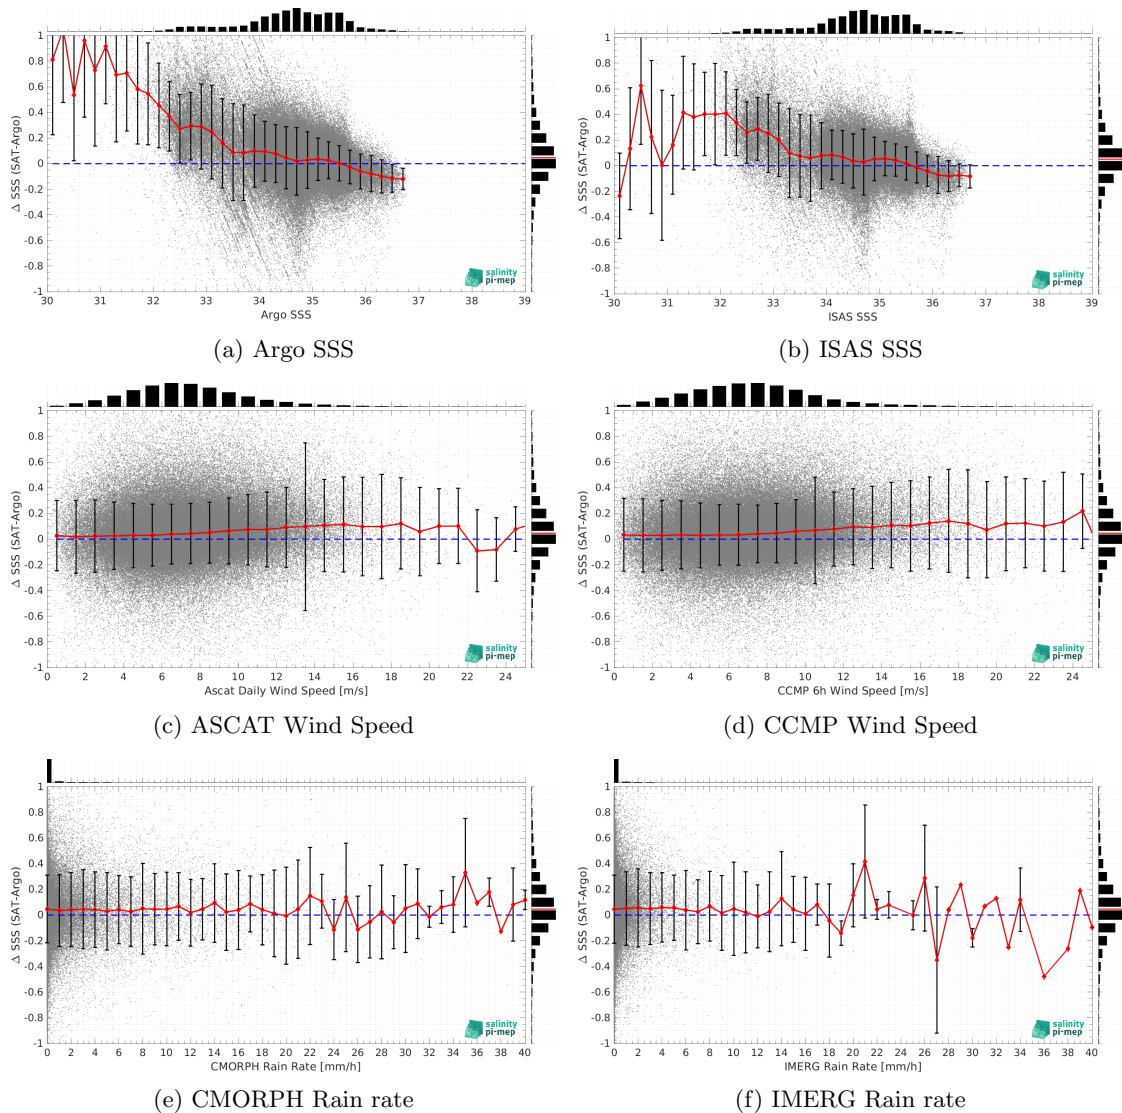 1
0.8
0.6
0.4
0.2
0
-0.2
-0.4
-0.6
-0.8
-1
Δ SSS (SAT-Argo)
30 31 32 33 34 35 36 37 38 39
Argo SSS
salinity
pi-mep
(a) Argo SSS
1
0.8
0.6
0.4
0.2
0
-0.2
-0.4
-0.6
-0.8
-1
Δ SSS (SAT-Argo)
30 31 32 33 34 35 36 37 38 39
ISAS SSS
salinity
pi-mep
(b) ISAS SSS
1
0.8
0.6
0.4
0.2
0
-0.2
-0.4
-0.6
-0.8
-1
Δ SSS (SAT-Argo)
0 2 4 6 8 10 12 14 16 18 20 22 24
Ascat Daily Wind Speed [m/s]
salinity
pi-mep
(c) ASCAT Wind Speed
1
0.8
0.6
0.4
0.2
0
-0.2
-0.4
-0.6
-0.8
-1
Δ SSS (SAT-Argo)
0 2 4 6 8 10 12 14 16 18 20 22 24
CCMP 6h Wind Speed [m/s]
salinity
pi-mep
(d) CCMP Wind Speed
1
0.8
0.6
0.4
0.2
0
-0.2
-0.4
-0.6
-0.8
-1
Δ SSS (SAT-Argo)
0 2 4 6 8 10 12 14 16 18 20 22 24 26 28 30 32 34 36 38 40
CMORPH Rain Rate [mm/h]
salinity
pi-mep
(e) CMORPH Rain rate
1
0.8
0.6
0.4
0.2
0
-0.2
-0.4
-0.6
-0.8
-1
Δ SSS (SAT-Argo)
0 2 4 6 8 10 12 14 16 18 20 22 24 26 28 30 32 34 36 38 40
IMERG Rain Rate [mm/h]
salinity
pi-mep
(f) IMERG Rain rate